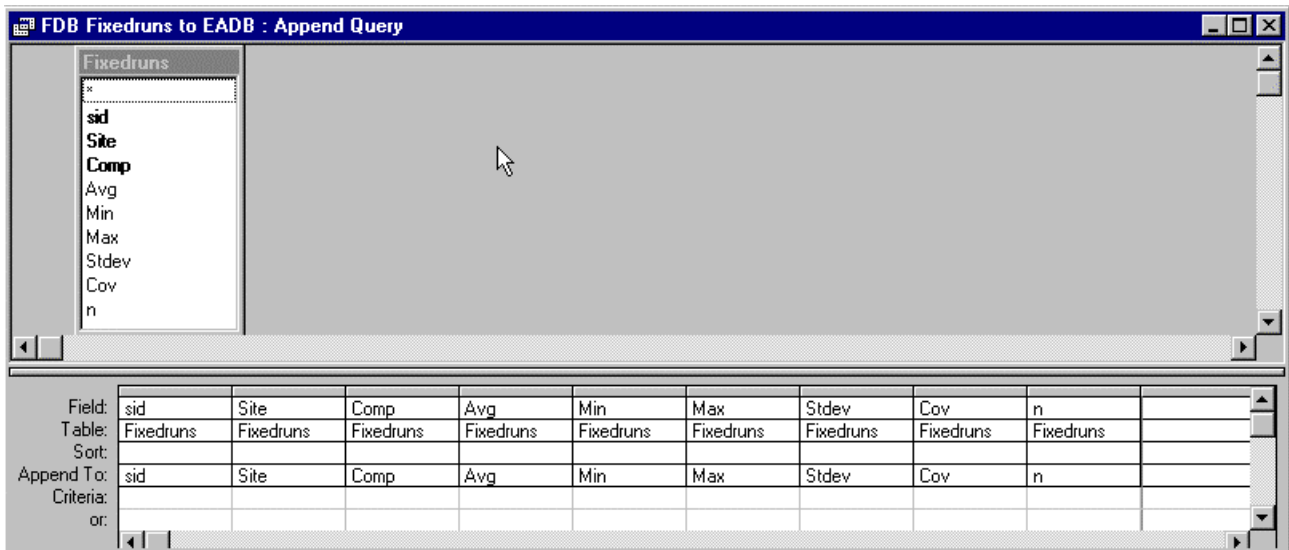 FDB Fixedruns to EADB : Append Query
Fixedruns
*
sid
Site
Comp
Avg
Min
Max
Stdev
Cov
n
Field: sid Site Comp Avg Min Max Stdev Cov n
Table: Fixedruns Fixedruns Fixedruns Fixedruns Fixedruns Fixedruns Fixedruns Fixedruns Fixedruns
Sort:
Append To: sid Site Comp Avg Min Max Stdev Cov n
Criteria:
or: